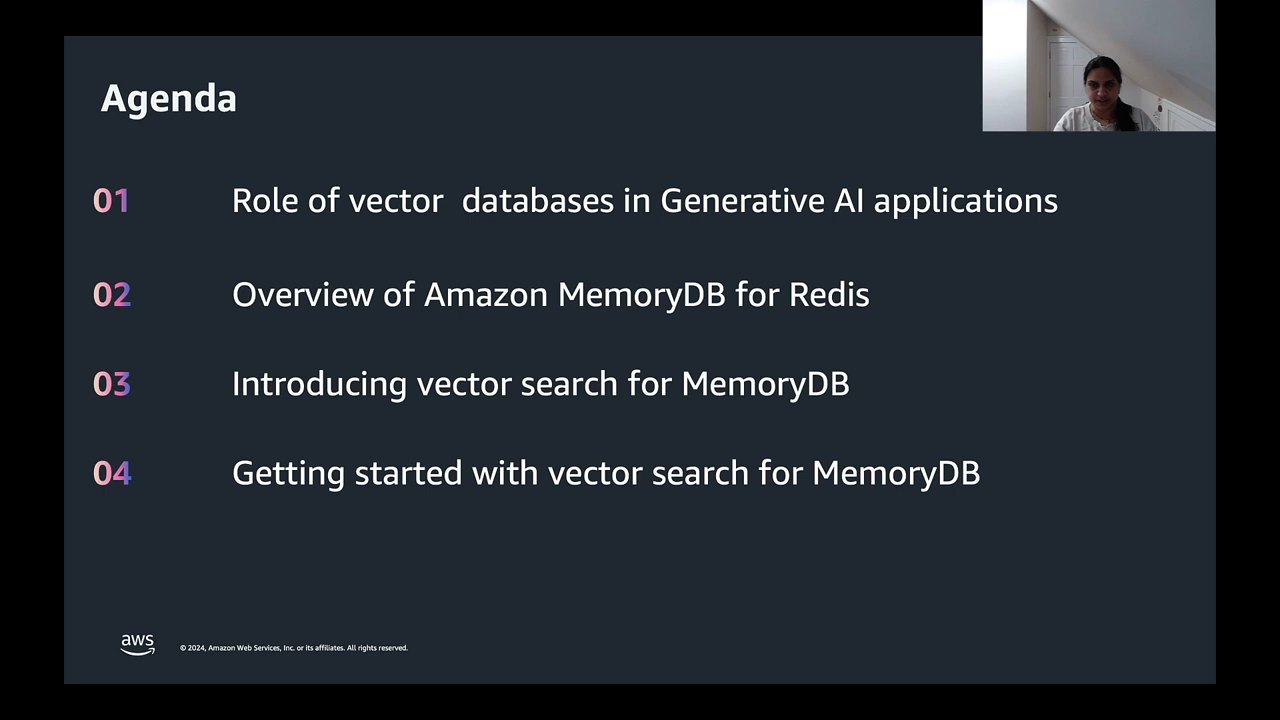 Agenda
01 Role of vector databases in Generative AI applications
02 Overview of Amazon MemoryDB for Redis
03 Introducing vector search for MemoryDB
04 Getting started with vector search for MemoryDB
aws © 2024, Amazon Web Services, Inc. or its affiliates. All rights reserved.